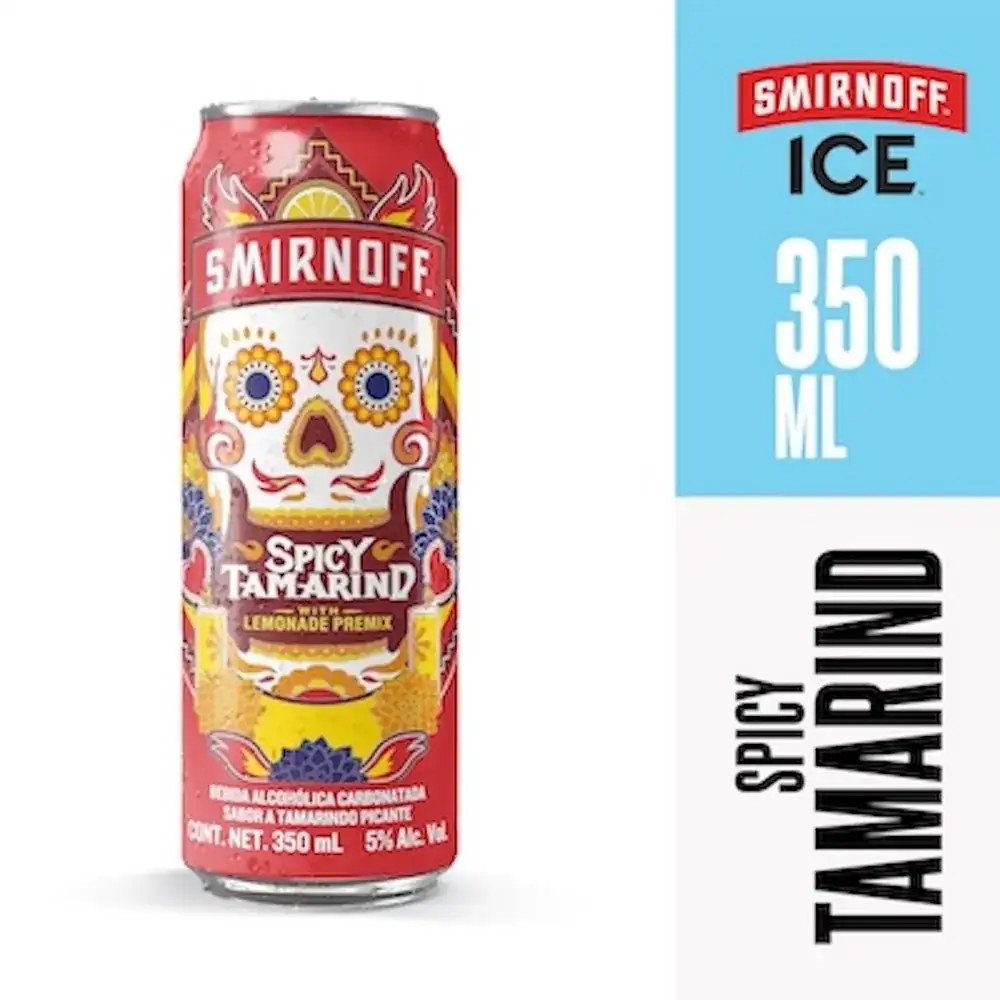 SMIRNOFF
SPICY
TAMARIND
WITH
LEMONADE PREMIX
BEBIDA ALCOHÓLICA CARBONATADA
SABOR A TAMARINDO PICANTE
CONT. NET. 350 mL 5% Alc. Vol.
SMIRNOFF
ICE
350
ML
SPICY
TAMARIND